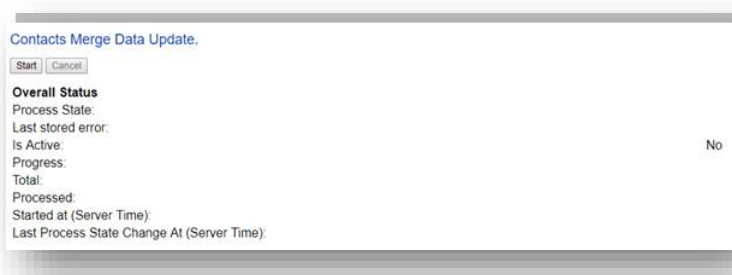 Contacts Merge Data Update.
Start Cancel
Overall Status
Process State:
Last stored error:
Is Active: No
Progress:
Total:
Processed:
Started at (Server Time):
Last Process State Change At (Server Time):